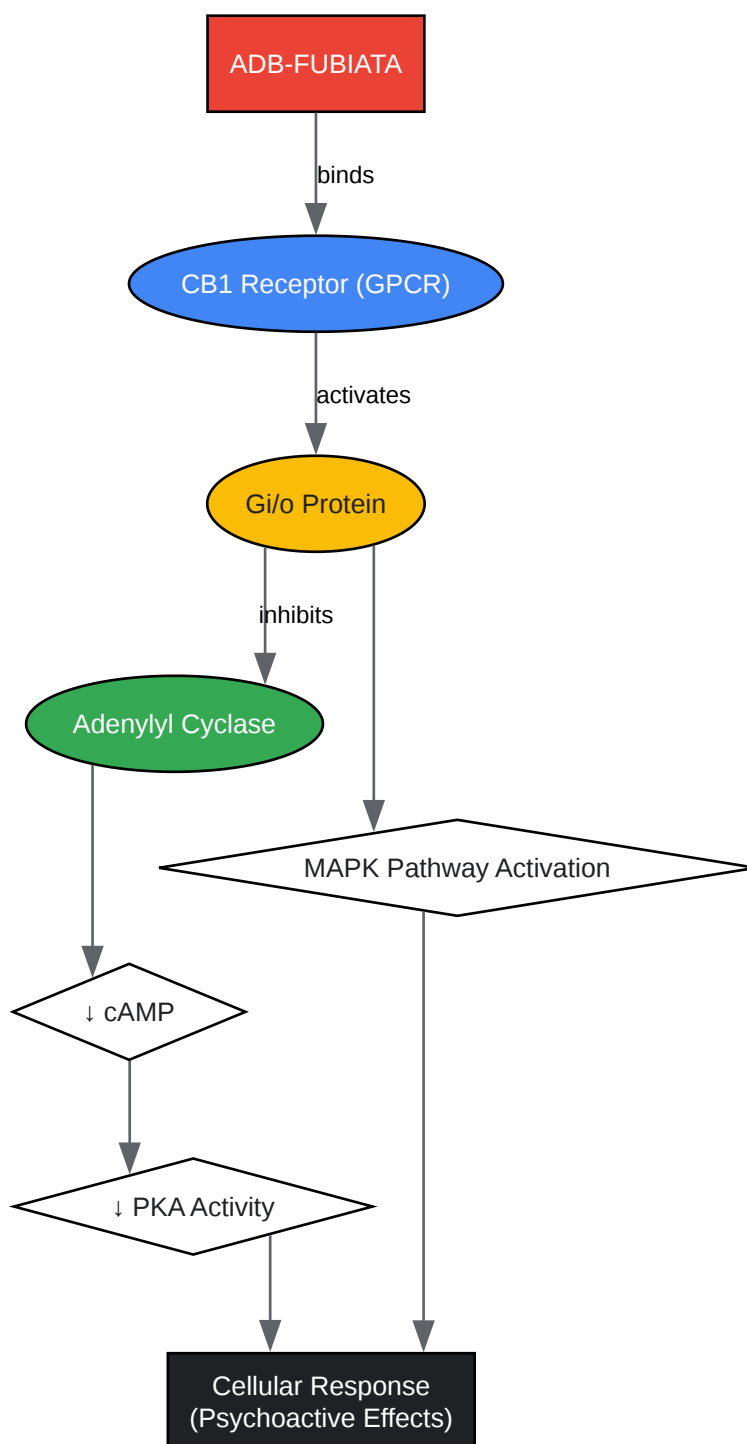 ADB-FUBIATA
binds
CB1 Receptor (GPCR)
activates
Gi/o Protein
inhibits
Adenylyl Cyclase
MAPK Pathway Activation
↓ cAMP
↓ PKA Activity
Cellular Response
(Psychoactive Effects)